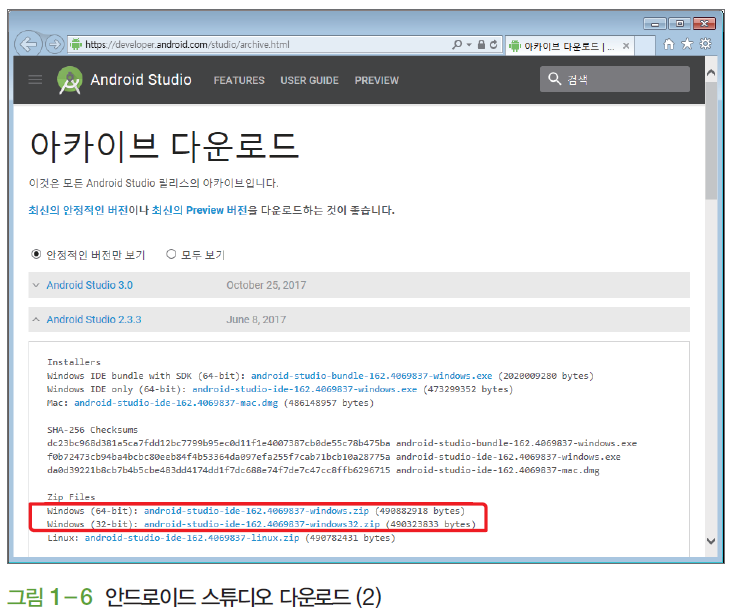 https://developer.android.com/studio/archive.html
아카이브 다운로드 | ...
Android Studio FEATURES USER GUIDE PREVIEW 검색
아카이브 다운로드
이것은 모든 Android Studio 릴리스의 아카이브입니다.
최신의 안정적인 버전이나 최신의 Preview 버전을 다운로드하는 것이 좋습니다.
안정적인 버전만 보기 모두 보기
Android Studio 3.0 October 25, 2017
Android Studio 2.3.3 June 8, 2017
Installers
Windows IDE bundle with SDK (64-bit): android-studio-bundle-162.4069837-windows.exe (2020009280 bytes)
Windows IDE only (64-bit): android-studio-ide-162.4069837-windows.exe (473299352 bytes)
Mac: android-studio-ide-162.4069837-mac.dmg (486148957 bytes)
SHA-256 Checksums
dc23bc968d381a5ca7fdd12bc7799b95ec0d11f1e4007387cb0de55c78b475ba android-studio-bundle-162.4069837-windows.exe
f0b72473cb94ba4bcbc80eeb84f4b53364da097efa255f7cab71bcb10a28775a android-studio-ide-162.4069837-windows.exe
da0d39221b8cb7b4b5cbe483dd4174dd1f7dc688e74f7de7c47cc8ffb6296715 android-studio-ide-162.4069837-mac.dmg
Zip Files
Windows (64-bit): android-studio-ide-162.4069837-windows.zip (490882918 bytes)
Windows (32-bit): android-studio-ide-162.4069837-windows32.zip (490323833 bytes)
Linux: android-studio-ide-162.4069837-linux.zip (490782431 bytes)
그림 1-6 안드로이드 스튜디오 다운로드 (2)